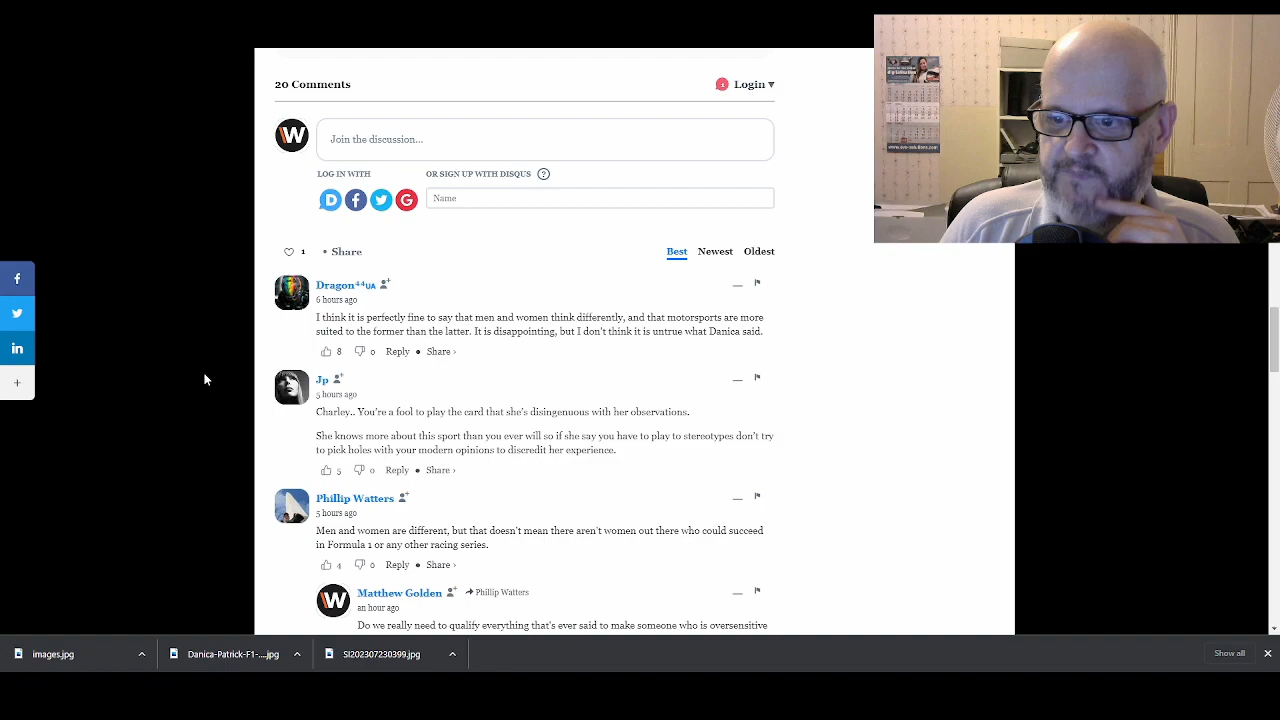 20 Comments
1 Login
W
Join the discussion...
LOG IN WITH
OR SIGN UP WITH DISQUS ?
D f G
Name
1 • Share
Best Newest Oldest
Dragon⁴⁴ᴜᴀ
6 hours ago
I think it is perfectly fine to say that men and women think differently, and that motorsports are more
suited to the former than the latter. It is disappointing, but I don't think it is untrue what Danica said.
8 0 Reply • Share ›
Jp
5 hours ago
Charley.. You're a fool to play the card that she's disingenuous with her observations.
She knows more about this sport than you ever will so if she say you have to play to stereotypes don't try
to pick holes with your modern opinions to discredit her experience.
5 0 Reply • Share ›
Phillip Watters
5 hours ago
Men and women are different, but that doesn't mean there aren't women out there who could succeed
in Formula 1 or any other racing series.
4 0 Reply • Share ›
W
Matthew Golden Phillip Watters
an hour ago
Do we really need to qualify everything that's ever said to make someone who is oversensitive
f
in
+
images.jpg
Danica-Patrick-F1-....jpg
SI202307230399.jpg
Show all